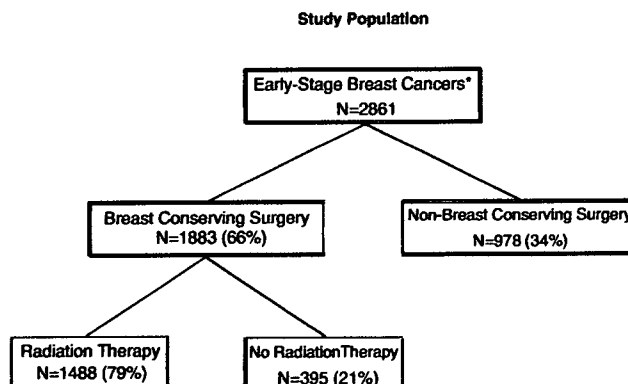 Study Population
Early-Stage Breast Cancers*
N=2861
Breast Conserving Surgery
N=1883 (66%)
Non-Breast Conserving Surgery
N=978 (34%)
Radiation Therapy
N=1488 (79%)
No RadiationTherapy
N=395 (21%)